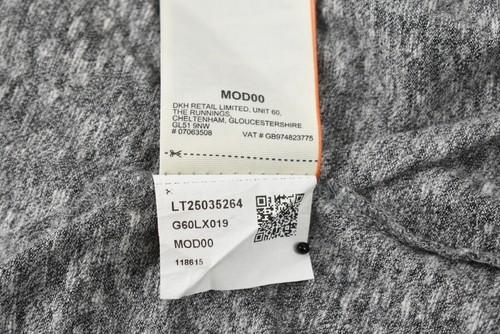 MOD00
DKH RETAIL LIMITED, UNIT 60,
THE RUNNINGS,
CHELTENHAM, GLOUCESTERSHIRE
GL51 9NW
# 07063508 VAT # GB974823775
LT25035264
G60LX019
MOD00
118615